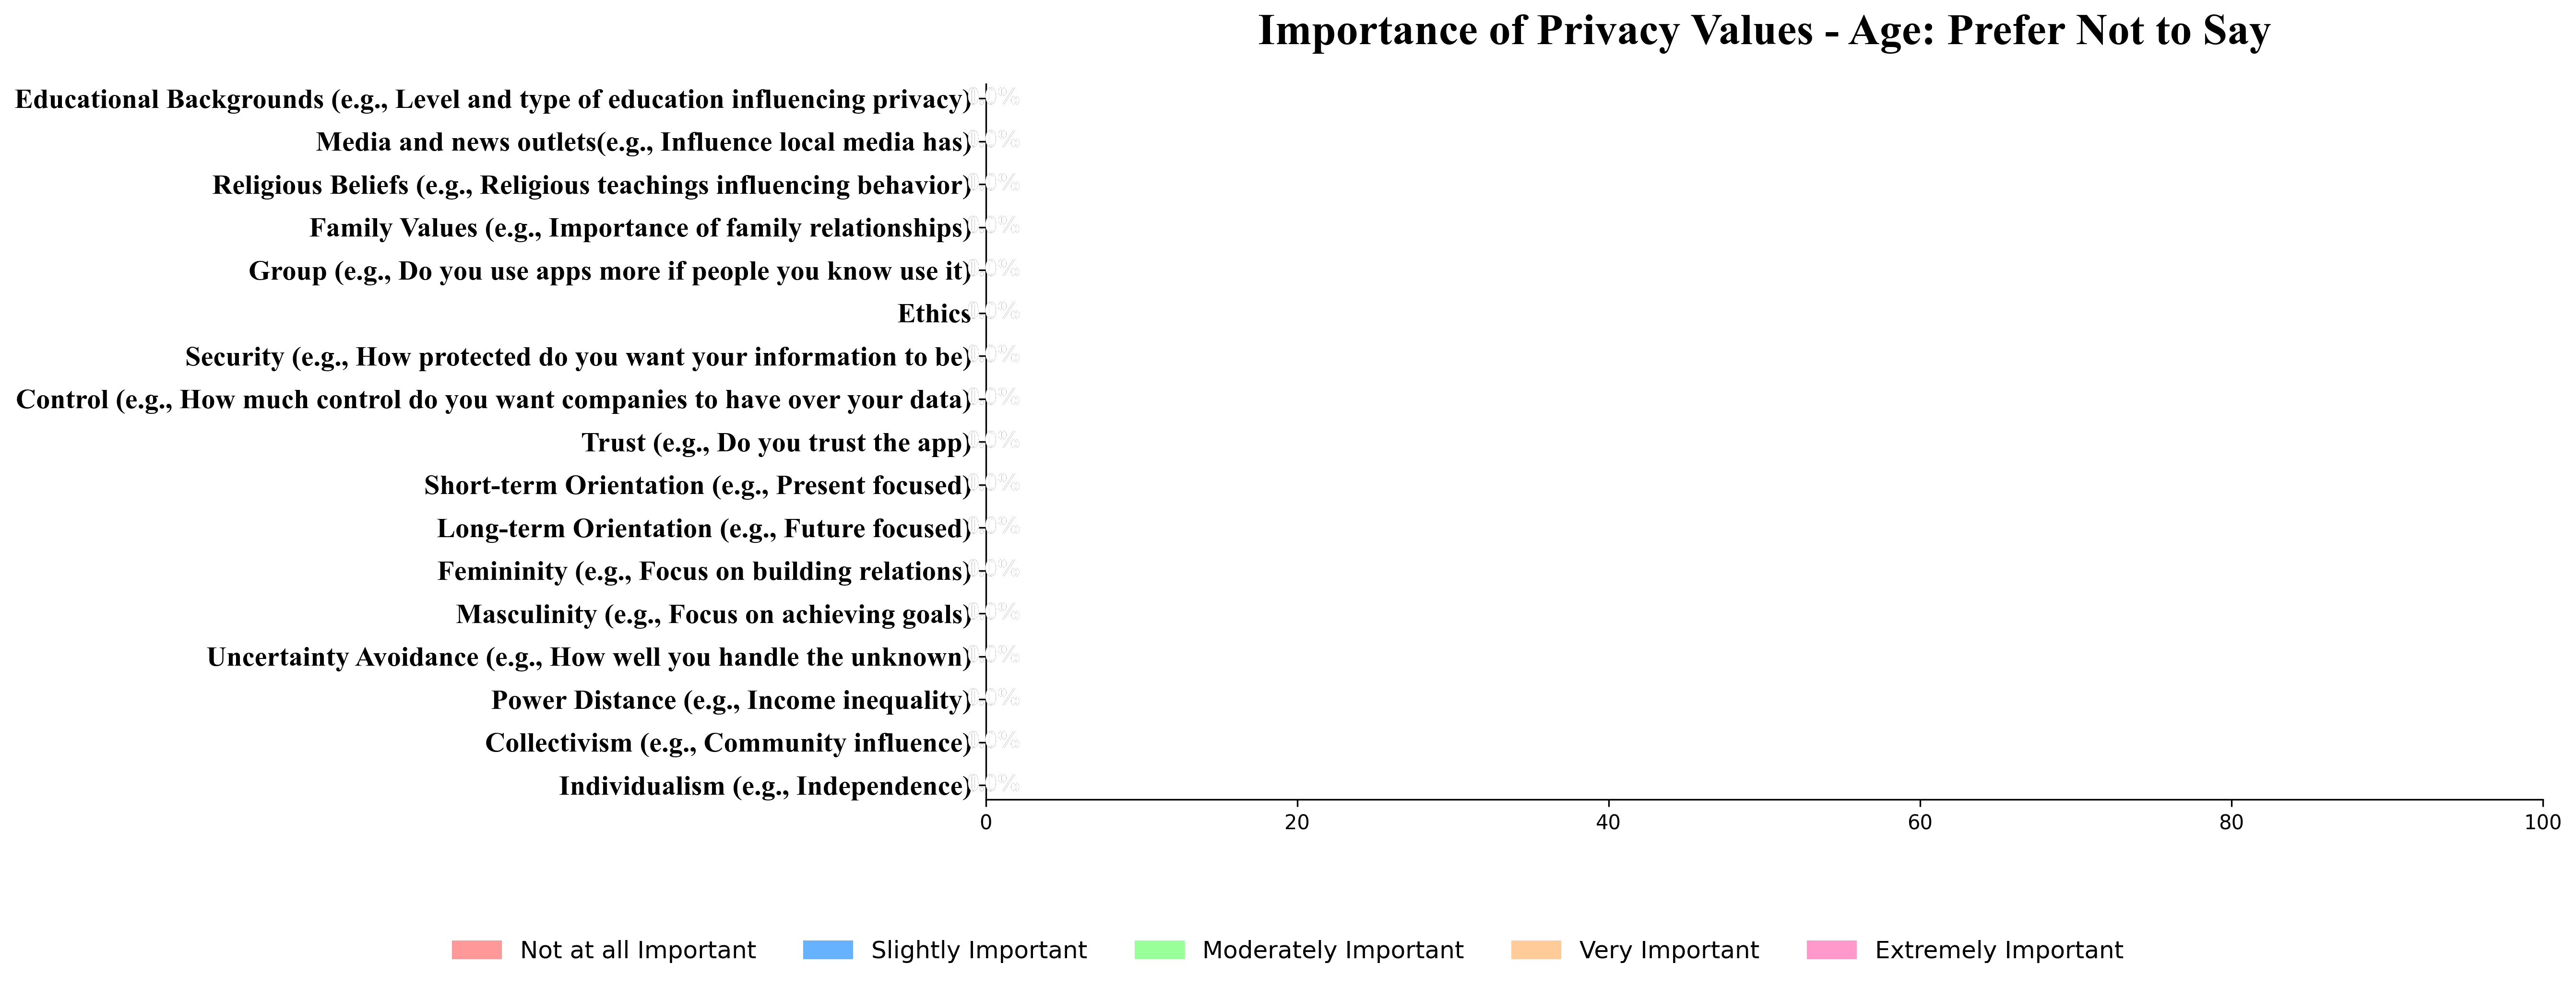 Importance of Privacy Values - Age: Prefer Not to Say
Educational Backgrounds (e.g., Level and type of education influencing privacy)
Media and news outlets(e.g., Influence local media has)
Religious Beliefs (e.g., Religious teachings influencing behavior)
Family Values (e.g., Importance of family relationships)
Group (e.g., Do you use apps more if people you know use it)
Ethics
Security (e.g., How protected do you want your information to be)
Control (e.g., How much control do you want companies to have over your data)
Trust (e.g., Do you trust the app)
Short-term Orientation (e.g., Present focused)
Long-term Orientation (e.g., Future focused)
Femininity (e.g., Focus on building relations)
Masculinity (e.g., Focus on achieving goals)
Uncertainty Avoidance (e.g., How well you handle the unknown)
Power Distance (e.g., Income inequality)
Collectivism (e.g., Community influence)
Individualism (e.g., Independence)
0 20 40 60 80 100
Not at all Important Slightly Important Moderately Important Very Important Extremely Important